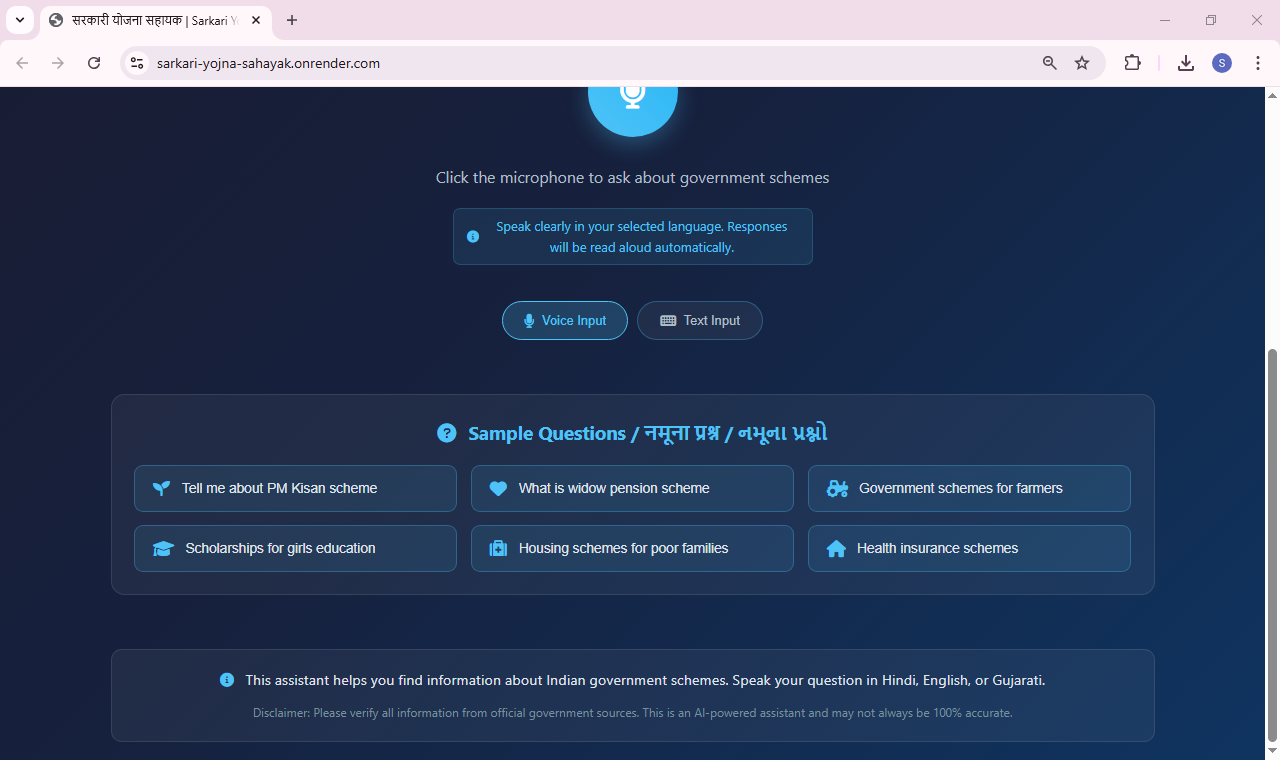 सरकारी योजना सहायक | Sarkari Y
sarkari-yojna-sahayak.onrender.com
S
Click the microphone to ask about government schemes
Speak clearly in your selected language. Responses
will be read aloud automatically.
Voice Input
Text Input
Sample Questions / नमूना प्रश्न / નમૂના પ્રશ્નો
Tell me about PM Kisan scheme
What is widow pension scheme
Government schemes for farmers
Scholarships for girls education
Housing schemes for poor families
Health insurance schemes
This assistant helps you find information about Indian government schemes. Speak your question in Hindi, English, or Gujarati.
Disclaimer: Please verify all information from official government sources. This is an AI-powered assistant and may not always be 100% accurate.